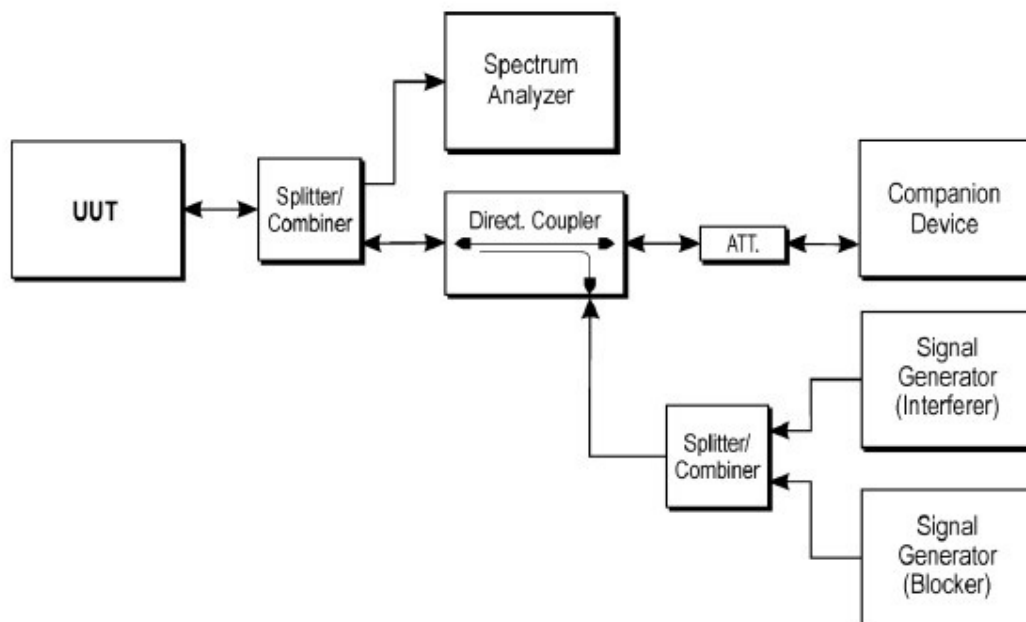 Spectrum
Analyzer
UUT
Splitter/
Combiner
Direct. Coupler
ATT.
Companion
Device
Signal
Generator
(Interferer)
Splitter/
Combiner
Signal
Generator
(Blocker)